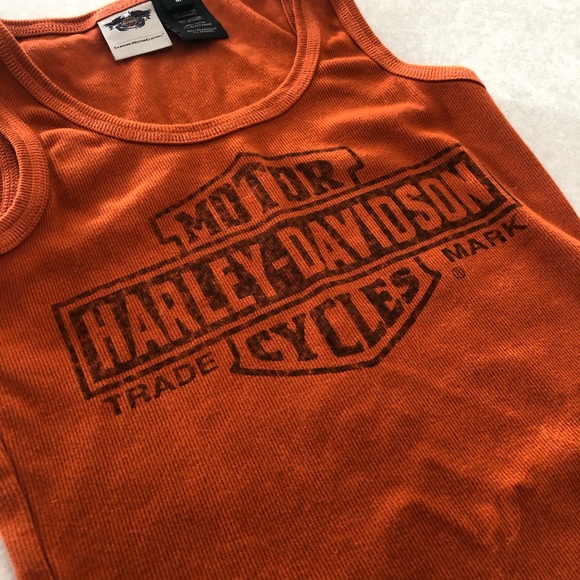 MOTOR
HARLEY-DAVIDSON
TRADE CYCLES MARK
®